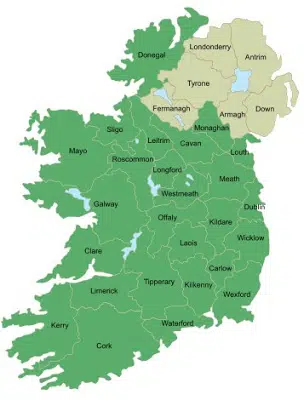 Londonderry
Donegal
Antrim
Tyrone
Fermanagh
Down
Armagh
Monaghan
Sligo
Leitrim
Cavan
Mayo
Louth
Roscommon
Longford
Meath
Westmeath
Galway
Dublin
Offaly
Kildare
Wicklow
Laois
Clare
Carlow
Tipperary
Kilkenny
Limerick
Wexford
Kerry
Waterford
Cork